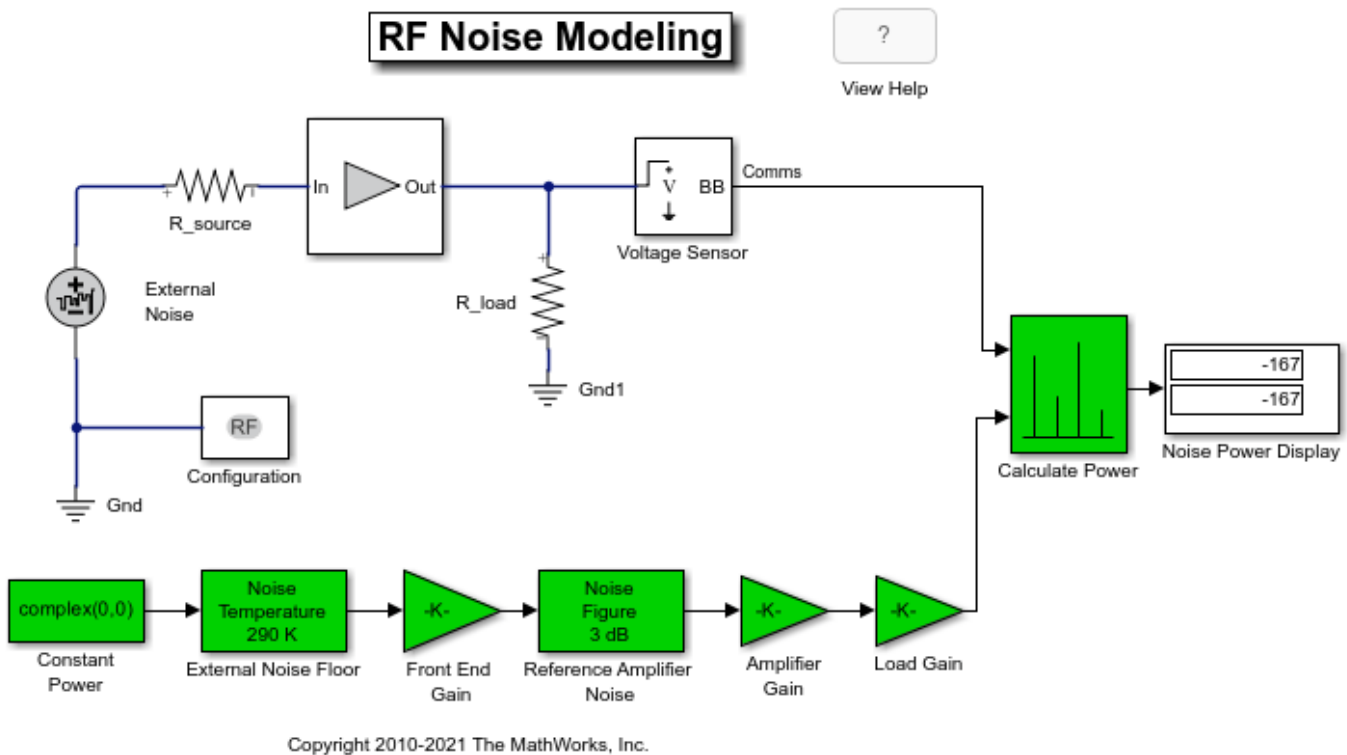 RF Noise Modeling
?
View Help
In
Out
R_source
+
V
BB
Comms
Voltage Sensor
External
Noise
+
R_load
Gnd1
RF
Configuration
Gnd
-167
-167
Calculate Power
Noise Power Display
complex(0,0)
Noise
Temperature
290 K
-K-
Noise
Figure
3 dB
-K-
-K-
Constant
Power
External Noise Floor
Front End
Gain
Reference Amplifier
Noise
Amplifier
Gain
Load Gain
Copyright 2010-2021 The MathWorks, Inc.